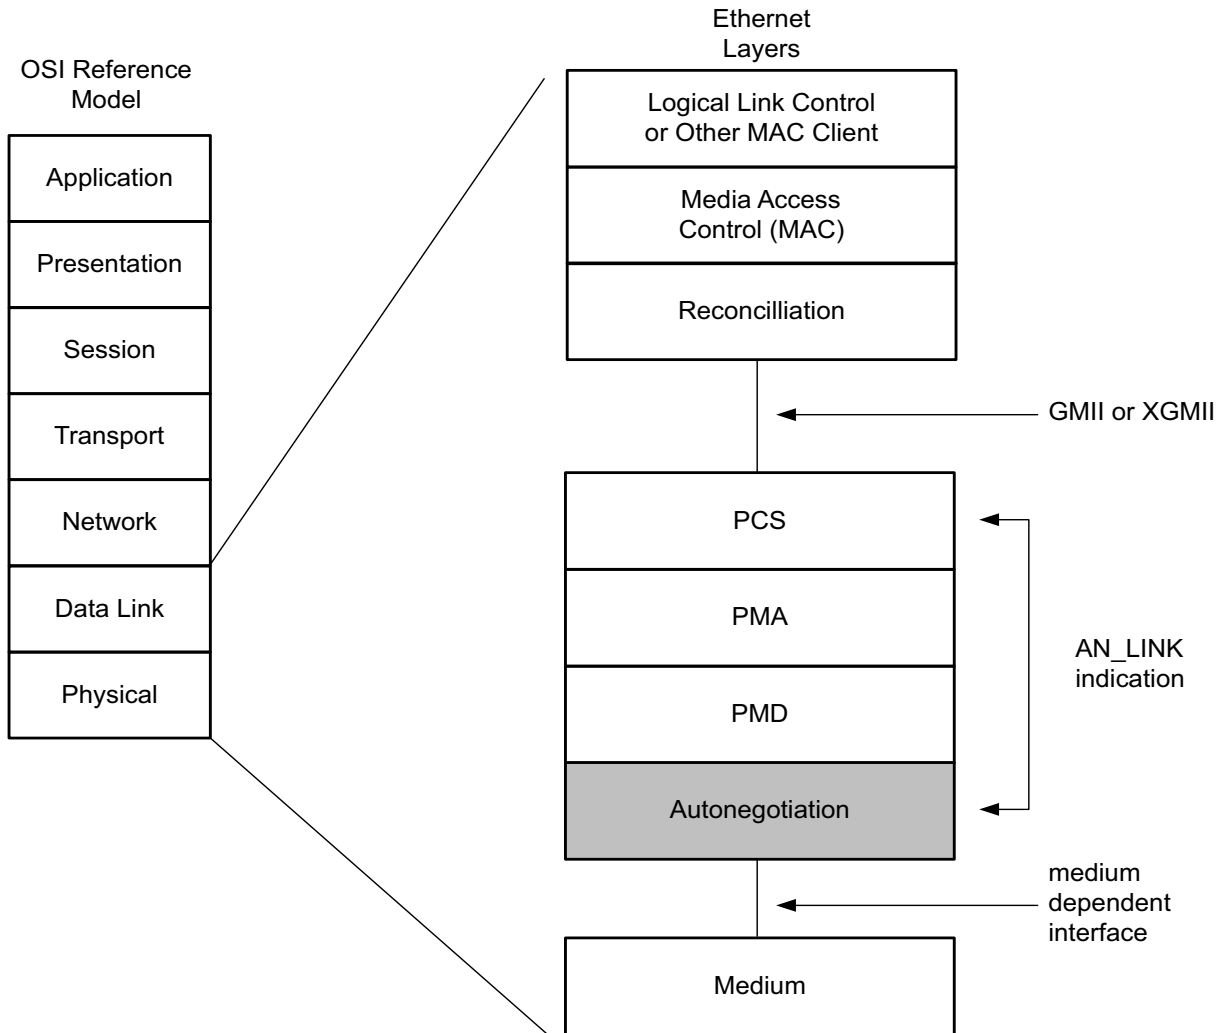 OSI Reference
Model
Application
Presentation
Session
Transport
Network
Data Link
Physical
Ethernet
Layers
Logical Link Control
or Other MAC Client
Media Access
Control (MAC)
Reconcilliation
GMII or XGMII
PCS
PMA
PMD
Autonegotiation
AN_LINK
indication
medium
dependent
interface
Medium